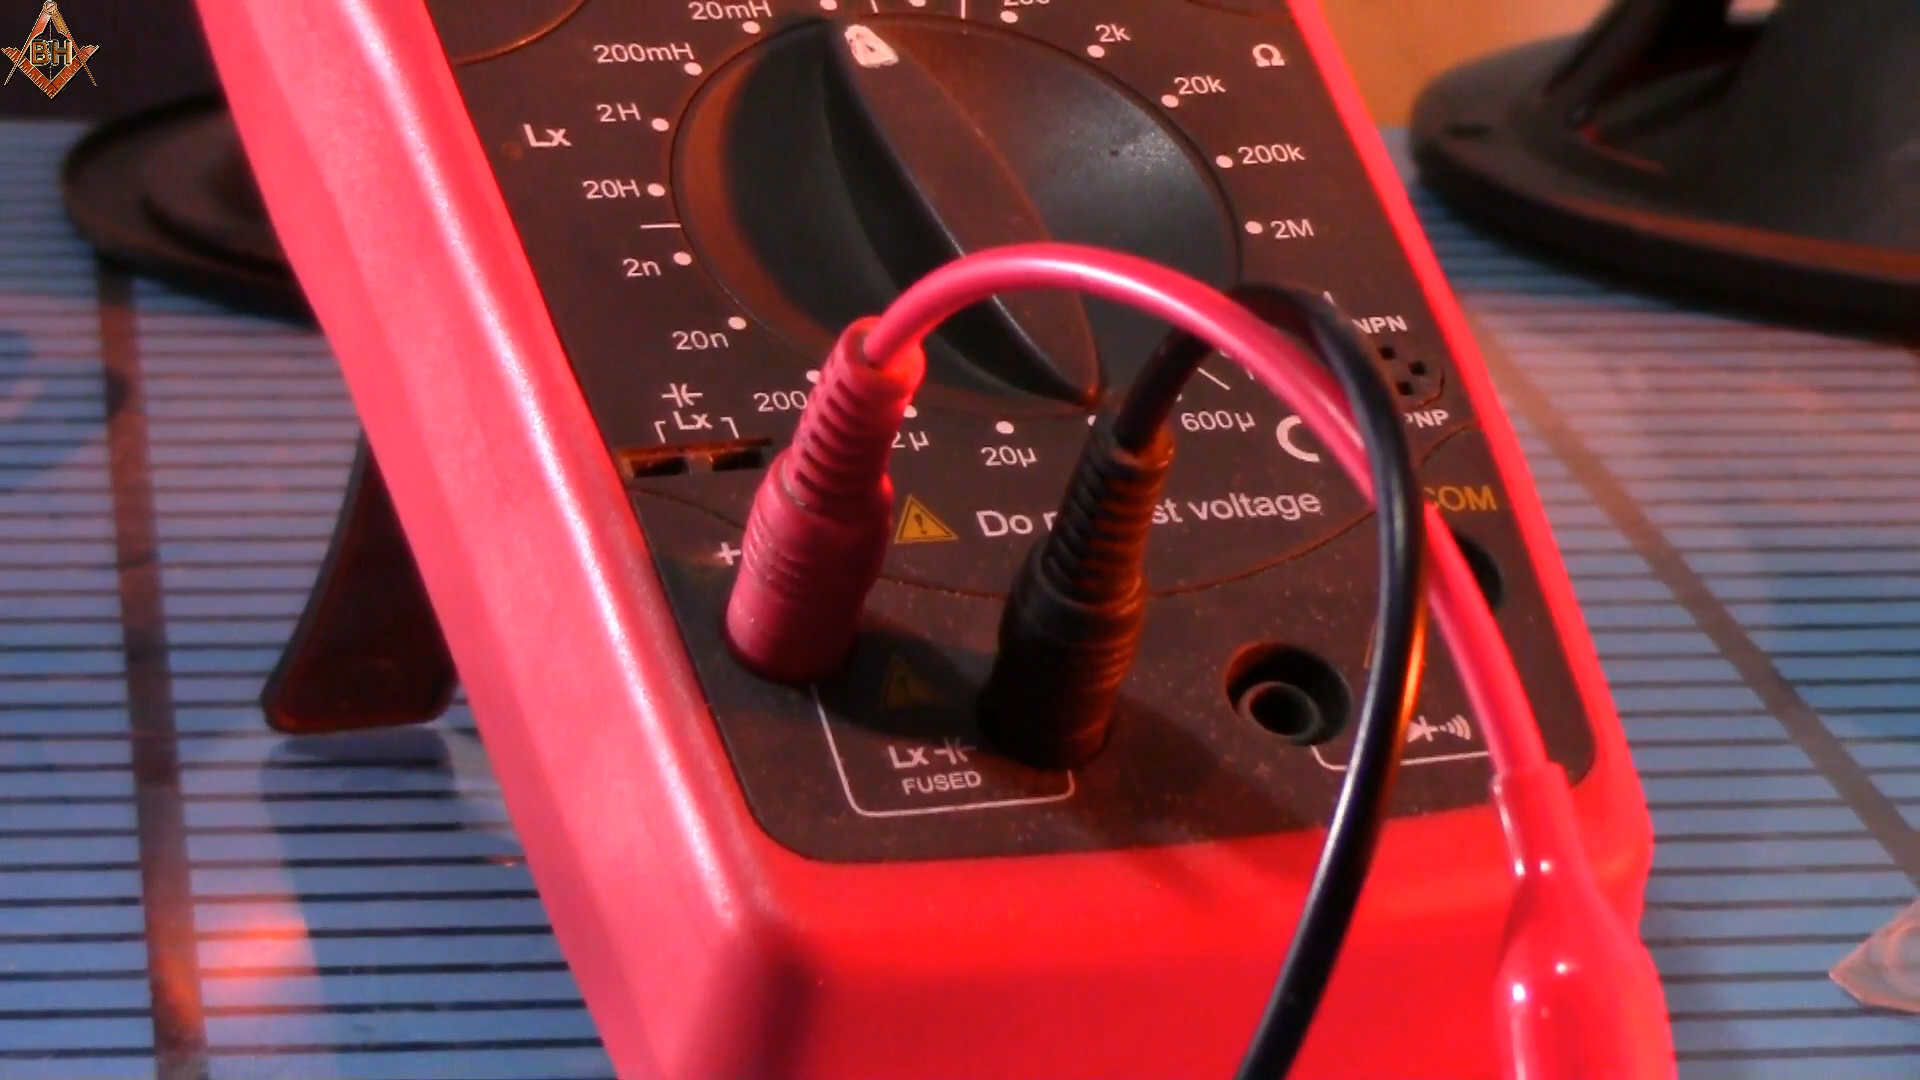 BH
20mH
200mH
2k
Ω
20k
2H
Lx
200k
20H
2M
2n
NPN
20n
200
Lx
2µ
20µ
600µ
PNP
COM
Do
voltage
+
Lx
FUSED